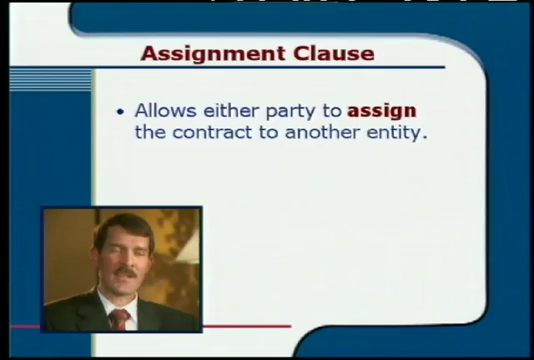 Assignment Clause
• Allows either party to assign
the contract to another entity.